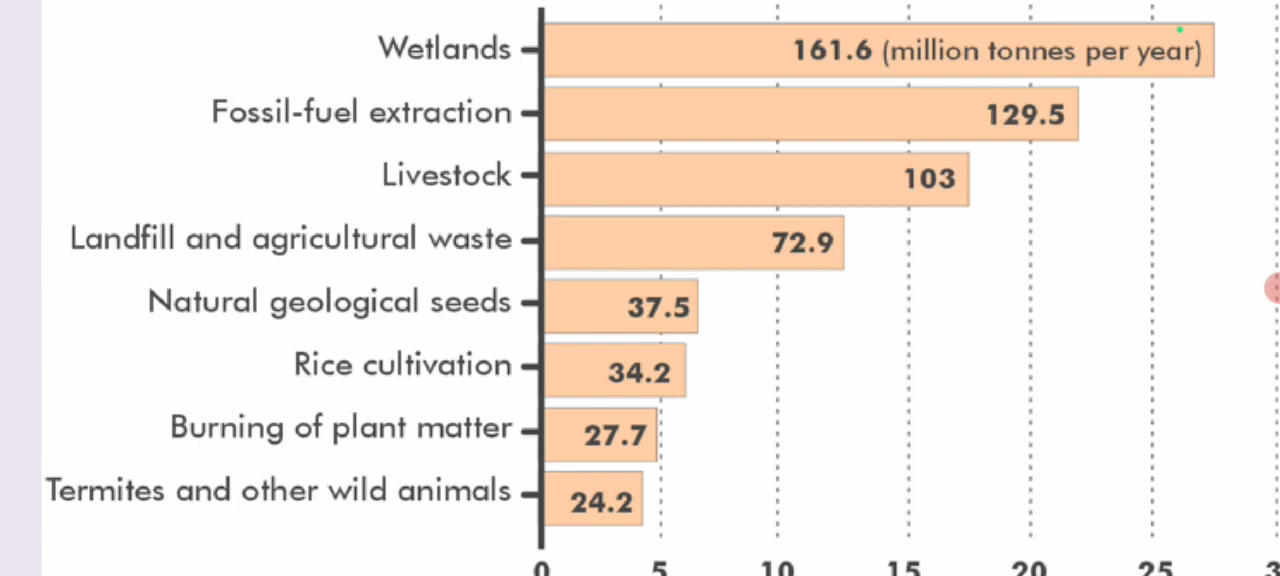 Wetlands 161.6 (million tonnes per year)
Fossil-fuel extraction 129.5
Livestock 103
Landfill and agricultural waste 72.9
Natural geological seeds 37.5
Rice cultivation 34.2
Burning of plant matter 27.7
Termites and other wild animals 24.2
0 5 10 15 20 25